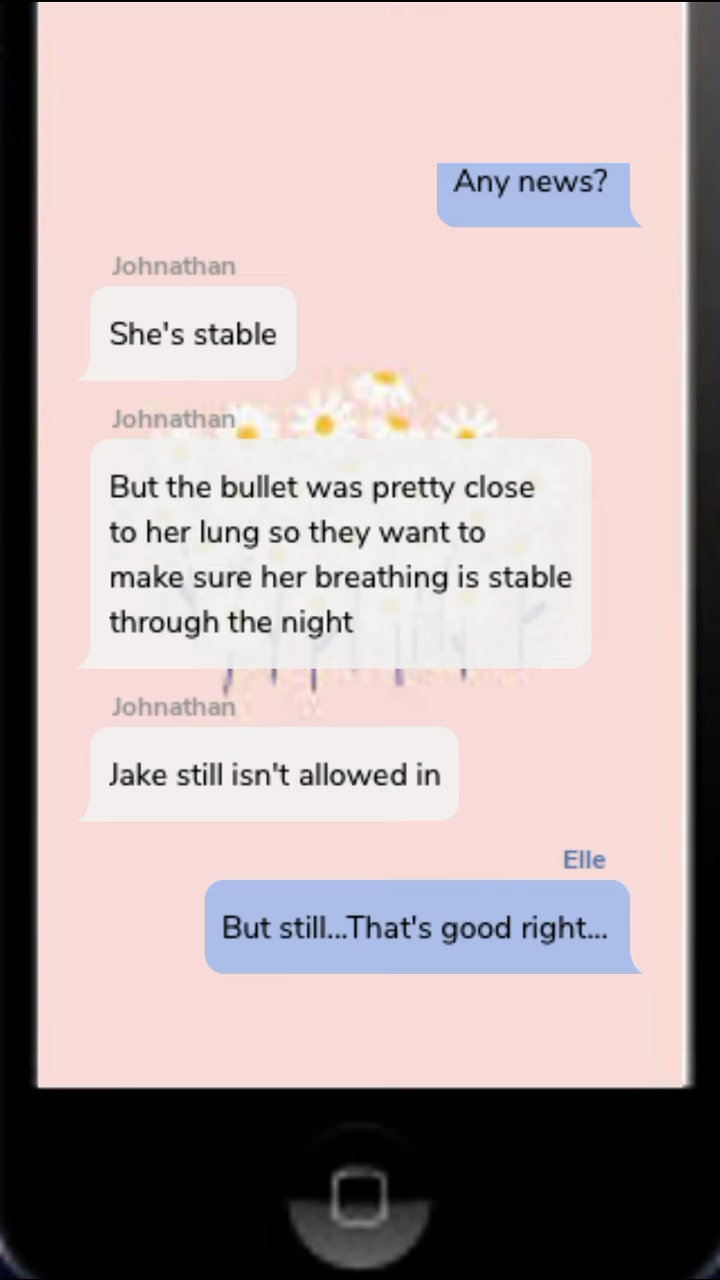 Any news?
Johnathan
She's stable
Johnathan
But the bullet was pretty close
to her lung so they want to
make sure her breathing is stable
through the night
Johnathan
Jake still isn't allowed in
Elle
But still...That's good right...